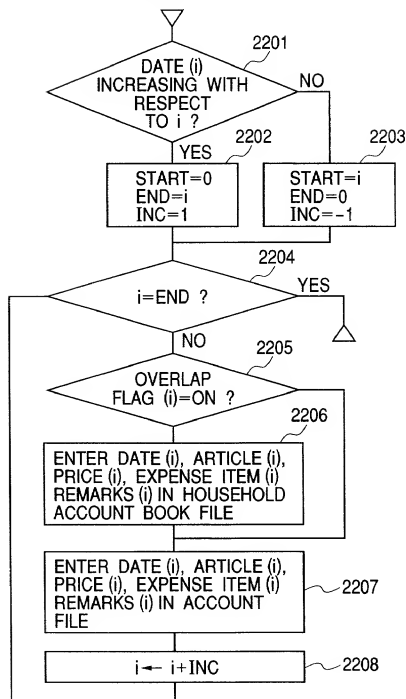 2201
DATE (i)
INCREASING WITH
RESPECT
TO i ?
NO
YES
2202
2203
START=0
END=i
INC=1
START=i
END=0
INC=-1
2204
i=END ?
YES
NO
2205
OVERLAP
FLAG (i)=ON ?
2206
ENTER DATE (i), ARTICLE (i),
PRICE (i), EXPENSE ITEM (i)
REMARKS (i) IN HOUSEHOLD
ACCOUNT BOOK FILE
ENTER DATE (i), ARTICLE (i),
PRICE (i), EXPENSE ITEM (i)
REMARKS (i) IN ACCOUNT
FILE
2207
i ← i+INC
2208